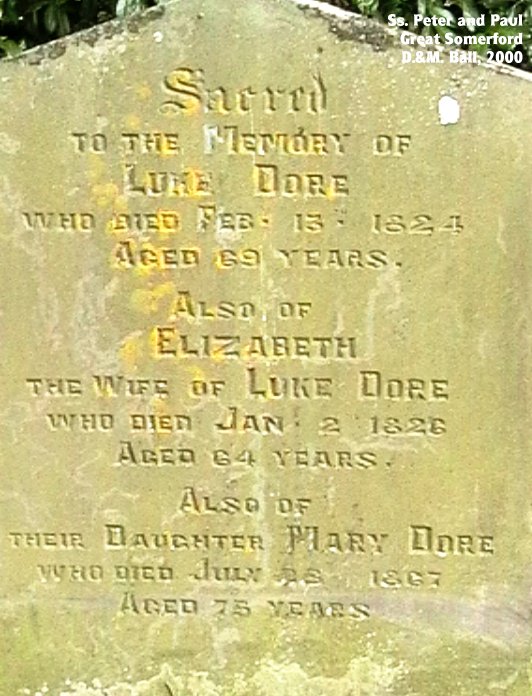 Ss. Peter and Paul
Great Somerford
D.&M. Ball, 2000
Sacred
TO THE MEMORY OF
LUKE DORE
WHO DIED FEB. 13. 1824
AGED 69 YEARS.
ALSO OF
ELIZABETH
THE WIFE OF LUKE DORE
WHO DIED JAN. 2 1826
AGED 64 YEARS.
ALSO OF
THEIR DAUGHTER MARY DORE
WHO DIED JULY 1867
AGED 75 YEARS